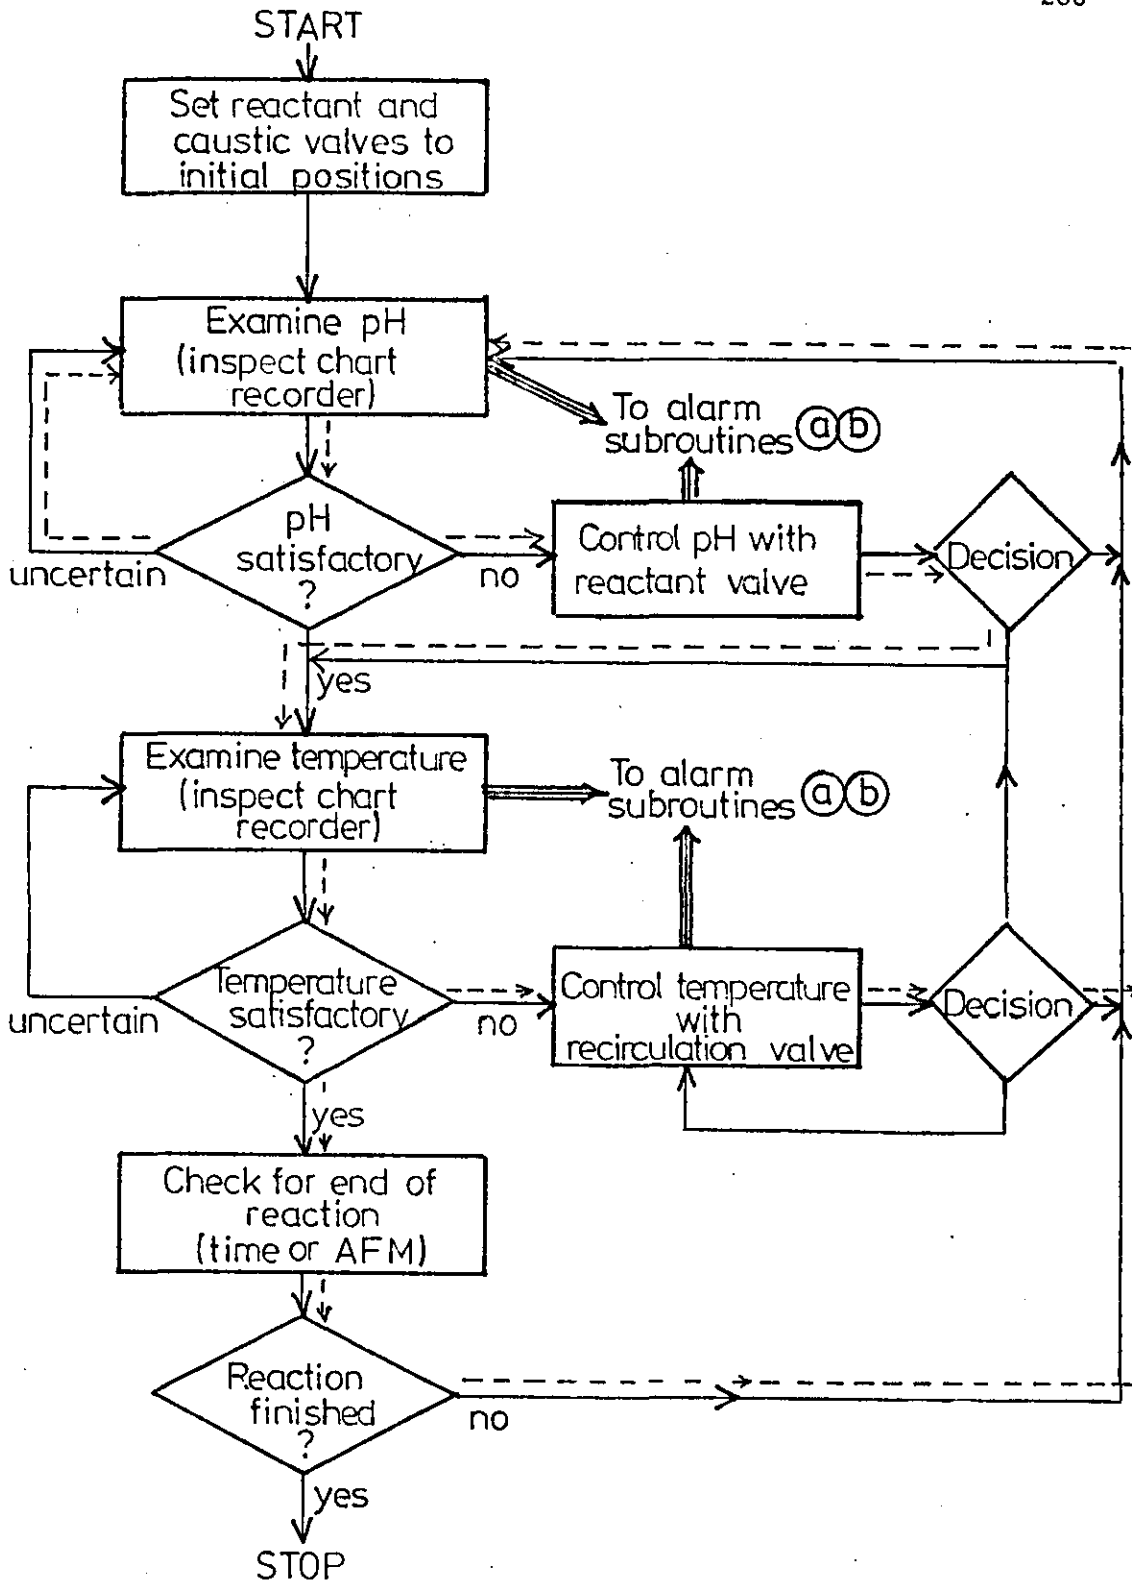 START
Set reactant and
caustic valves to
initial positions
Examine pH
(inspect chart
recorder)
To alarm
subroutines a b
pH
satisfactory
?
uncertain
no
Control pH with
reactant valve
Decision
yes
Examine temperature
(inspect chart
recorder)
To alarm
subroutines a b
Temperature
satisfactory
?
uncertain
no
Control temperature
with
recirculation valve
Decision
yes
Check for end of
reaction
(time or AFM)
Reaction
finished
?
no
yes
STOP